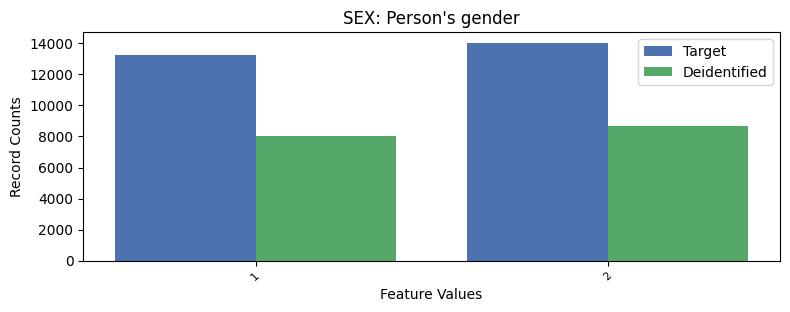 SEX: Person's gender
Target
Deidentified
14000
12000
10000
8000
6000
4000
2000
0
Record Counts
1
2
Feature Values